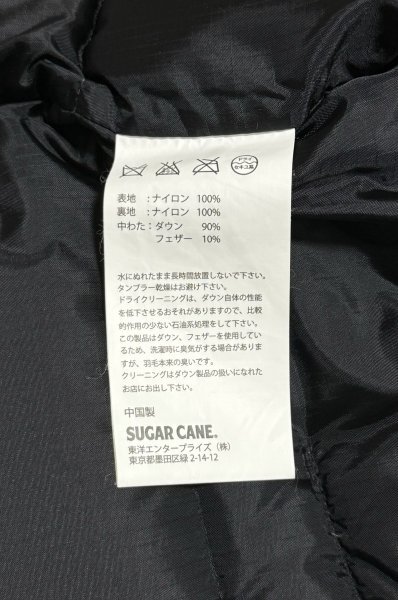 ドライ
セキユ系
表地 :ナイロン 100%
裏地 :ナイロン 100%
中わた:ダウン 90%
フェザー 10%
水にぬれたまま長時間放置しないで下さい。
タンブラー乾燥はお避け下さい。
ドライクリーニングは、ダウン自体の性能
を低下させるおそれがありますので、比較
的作用の少ない石油系処理をして下さい。
この製品はダウン、フェザーを使用してい
るため、洗濯時に臭気がする場合がありま
すが、羽毛本来の臭いです。
クリーニングはダウン製品の扱いになれた
お店にお出し下さい。
中国製
SUGAR CANE®
東洋エンタープライズ(株)
東京都墨田区緑 2-14-12